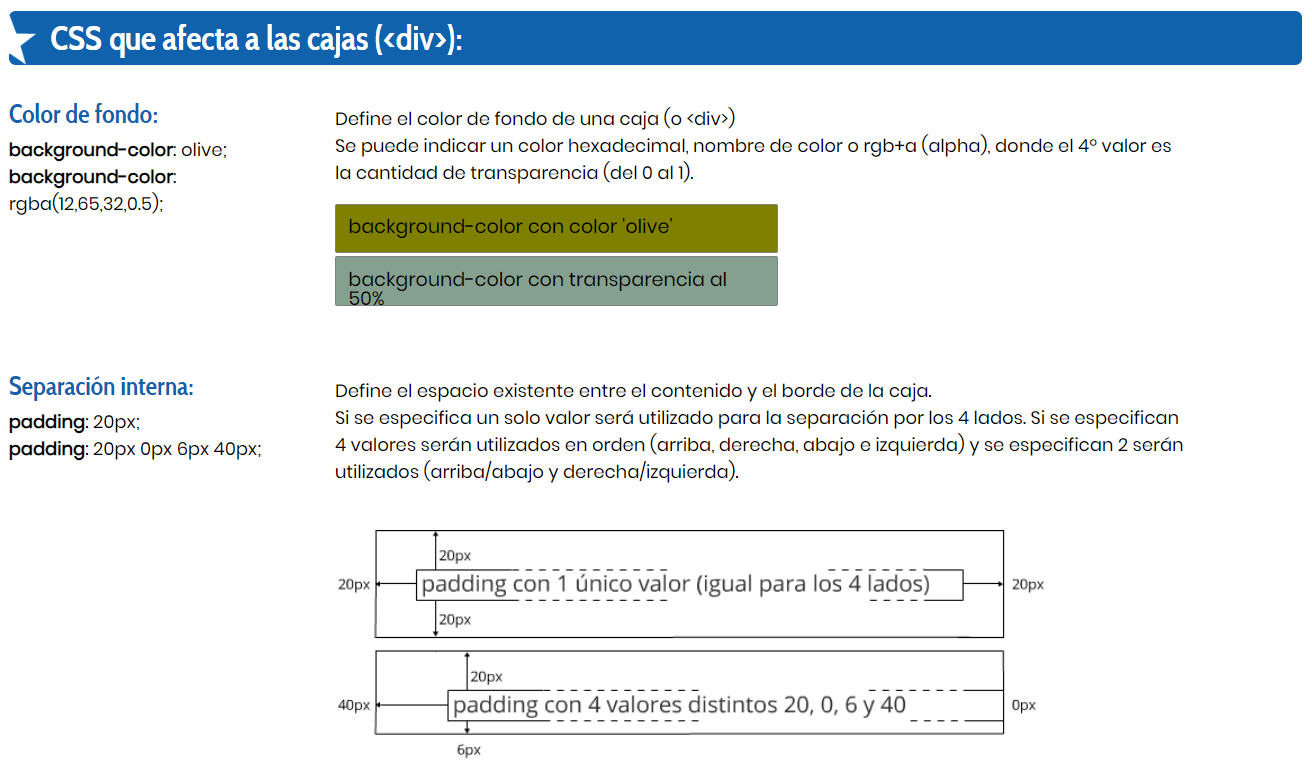 CSS que afecta a las cajas (<div>):
Color de fondo:
background-color: olive;
background-color:
rgba(12,65,32,0.5);
Define el color de fondo de una caja (o <div>)
Se puede indicar un color hexadecimal, nombre de color o rgb+a (alpha), donde el 4º valor es
la cantidad de transparencia (del 0 al 1).
background-color con color 'olive'
background-color con transparencia al
50%
Separación interna:
padding: 20px;
padding: 20px 0px 6px 40px;
Define el espacio existente entre el contenido y el borde de la caja.
Si se especifica un solo valor será utilizado para la separación por los 4 lados. Si se especifican
4 valores serán utilizados en orden (arriba, derecha, abajo e izquierda) y se especifican 2 serán
utilizados (arriba/abajo y derecha/izquierda).
20px
20px
padding con 1 único valor (igual para los 4 lados)
20px
20px
20px
40px
padding con 4 valores distintos 20, 0, 6 y 40
0px
6px